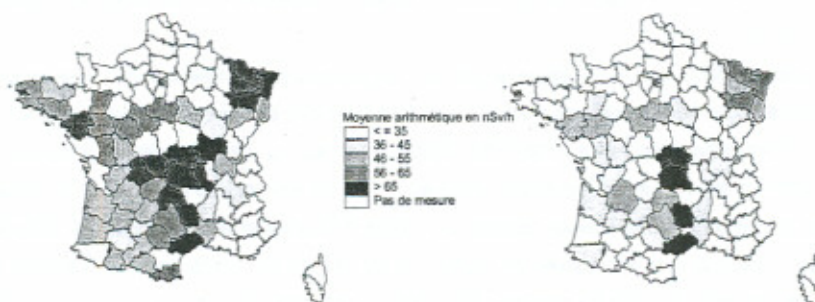 Moyenne arithmétique en nSv/h
< = 35
36 - 45
46 - 55
56 - 65
> 65
Pas de mesure